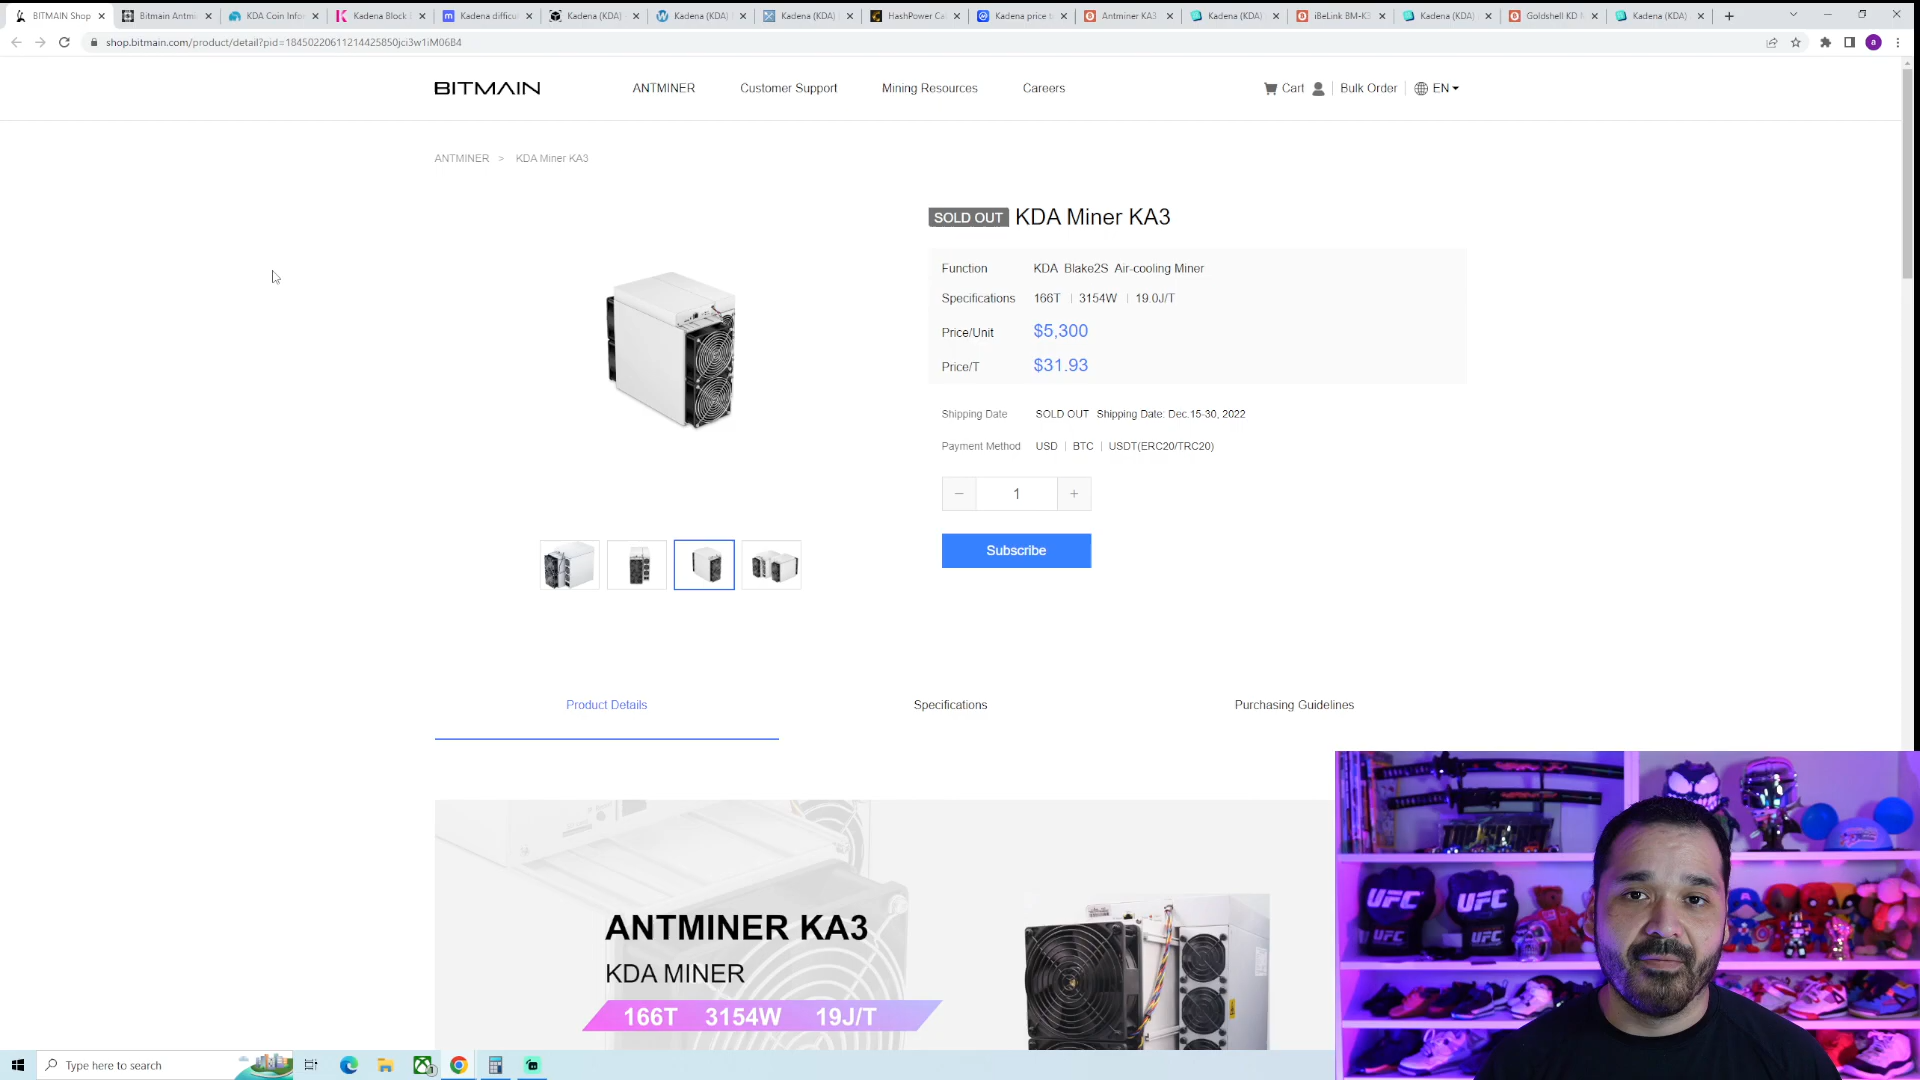 BITMAIN Shop
Bitmain Antmi
KDA Coin Infor
Kadena Block
Kadena difficu
Kadena (KDA) -
Kadena (KDA)
Kadena (KDA)
HashPower Ca
Kadena price t
Antminer KA3
Kadena (KDA)
iBeLink BM-K3
Kadena (KDA)
Goldshell KD
Kadena (KDA)
a
shop.bitmain.com/product/detail?pid=18450220611214425850jci3w1iM06B4
BITMAIN
ANTMINER
Customer Support
Mining Resources
Careers
Cart
Bulk Order
EN
ANTMINER > KDA Miner KA3
SOLD OUT KDA Miner KA3
Function KDA Blake2S Air-cooling Miner
Specifications 166T | 3154W | 19.0J/T
Price/Unit $5,300
Price/T $31.93
Shipping Date SOLD OUT Shipping Date: Dec.15-30, 2022
Payment Method USD | BTC | USDT(ERC20/TRC20)
− 1 +
Subscribe
Product Details
Specifications
Purchasing Guidelines
ANTMINER KA3
KDA MINER
166T 3154W 19J/T
UFC
UFC
UFC
UFC
Type here to search